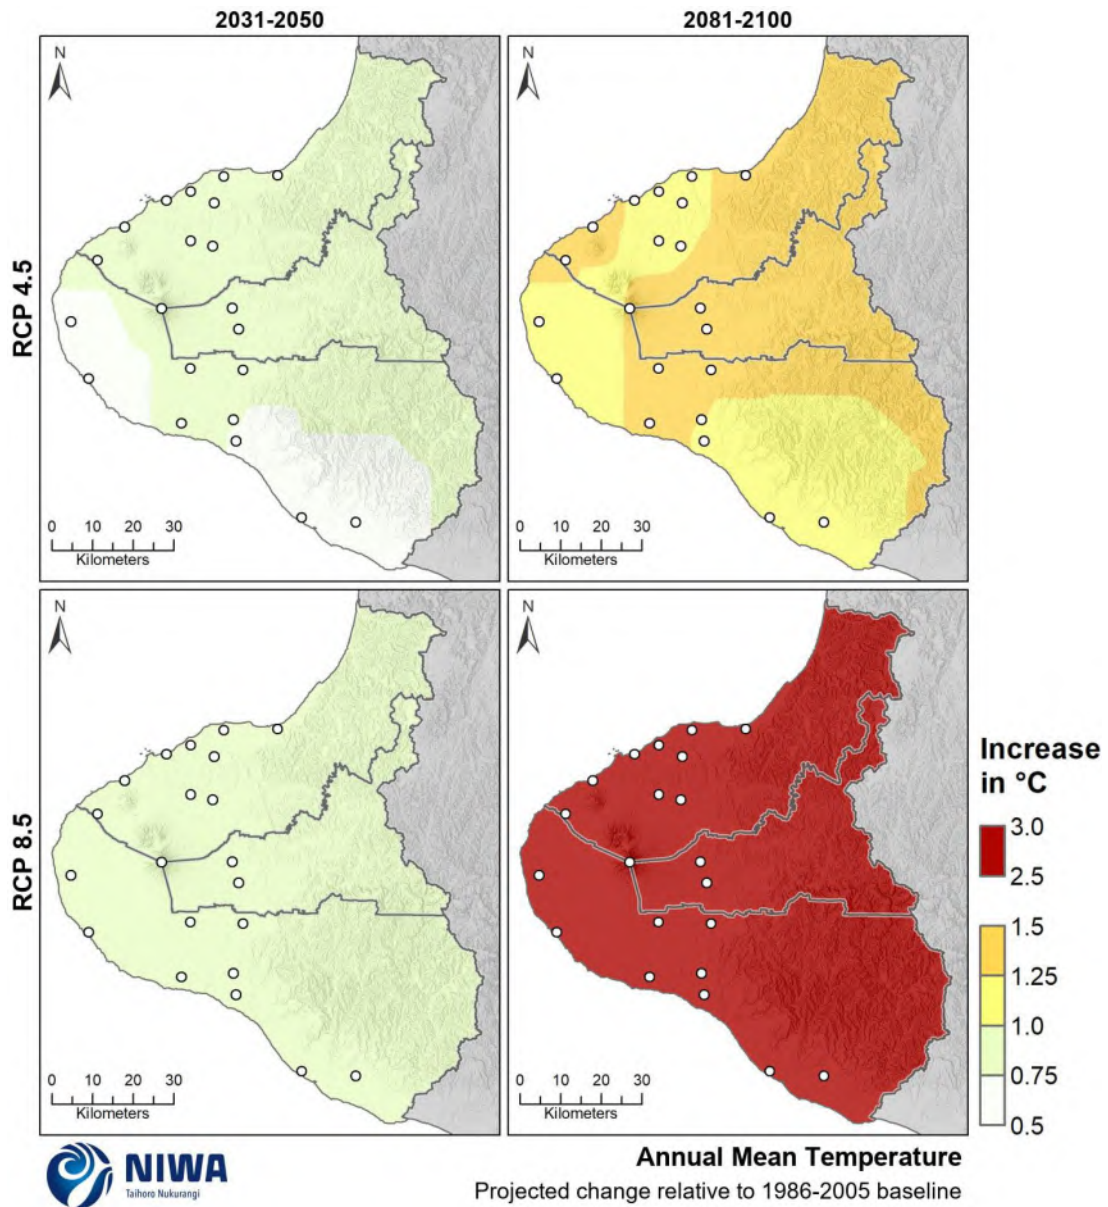 2031-2050
2081-2100
RCP 4.5
N
0 10 20 30
Kilometers
N
0 10 20 30
Kilometers
RCP 8.5
N
0 10 20 30
Kilometers
N
0 10 20 30
Kilometers
Increase
in °C
3.0
2.5
1.5
1.25
1.0
0.75
0.5
NIWA
Taihoro Nukurangi
Annual Mean Temperature
Projected change relative to 1986-2005 baseline